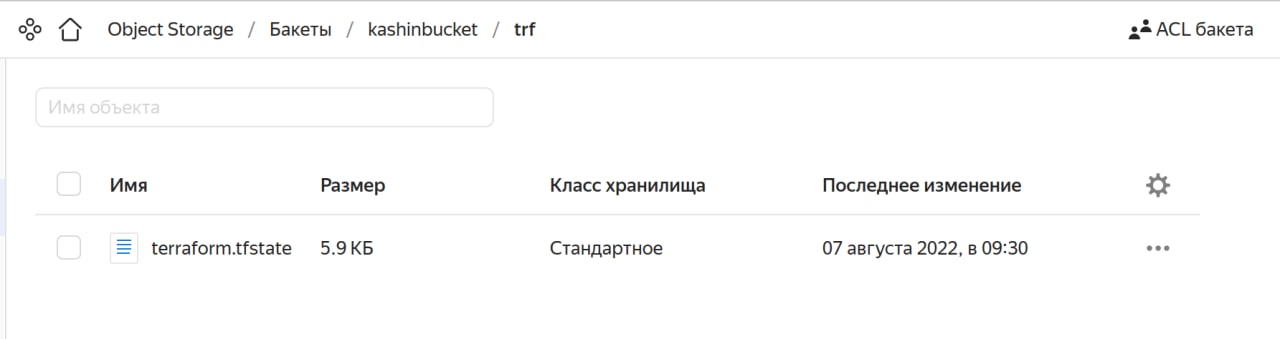 Object Storage / Бакеты / kashinbucket / trf ACL бакета
Имя объекта
Имя Размер Класс хранилища Последнее изменение
terraform.tfstate 5.9 КБ Стандартное 07 августа 2022, в 09:30